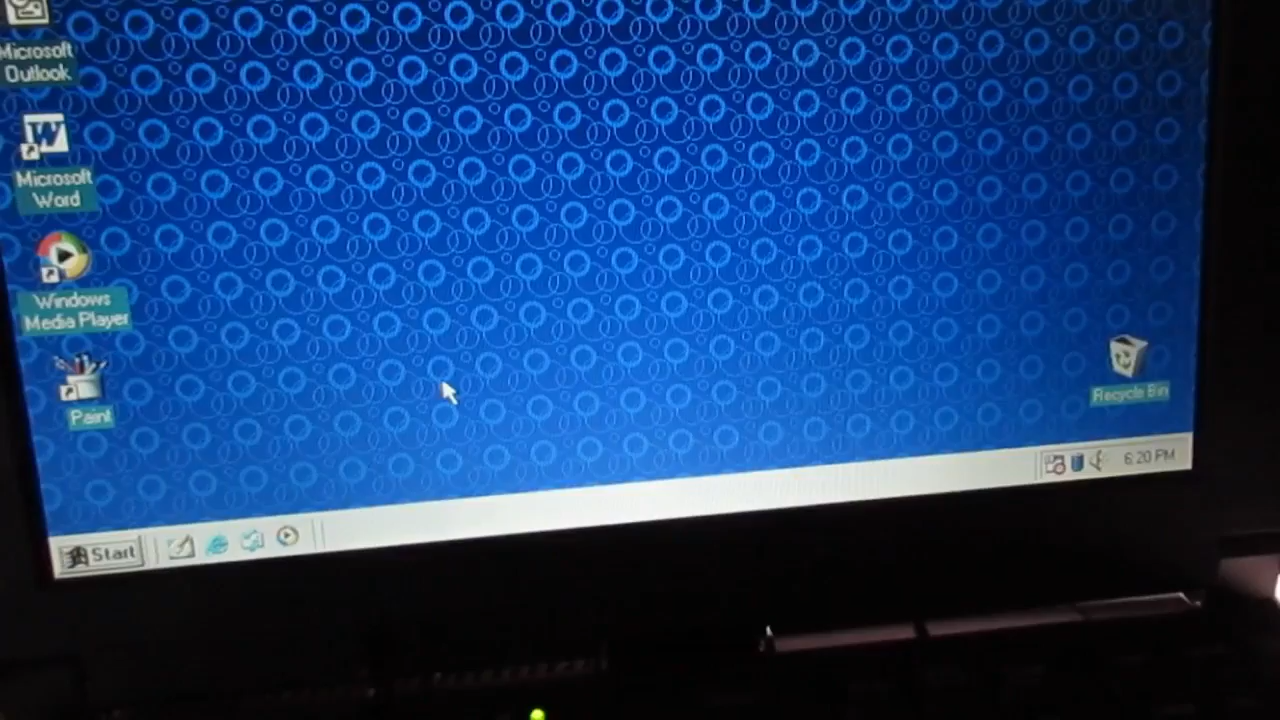 Microsoft
Outlook
Microsoft
Word
Windows
Media Player
Paint
Recycle Bin
Start
6:20 PM